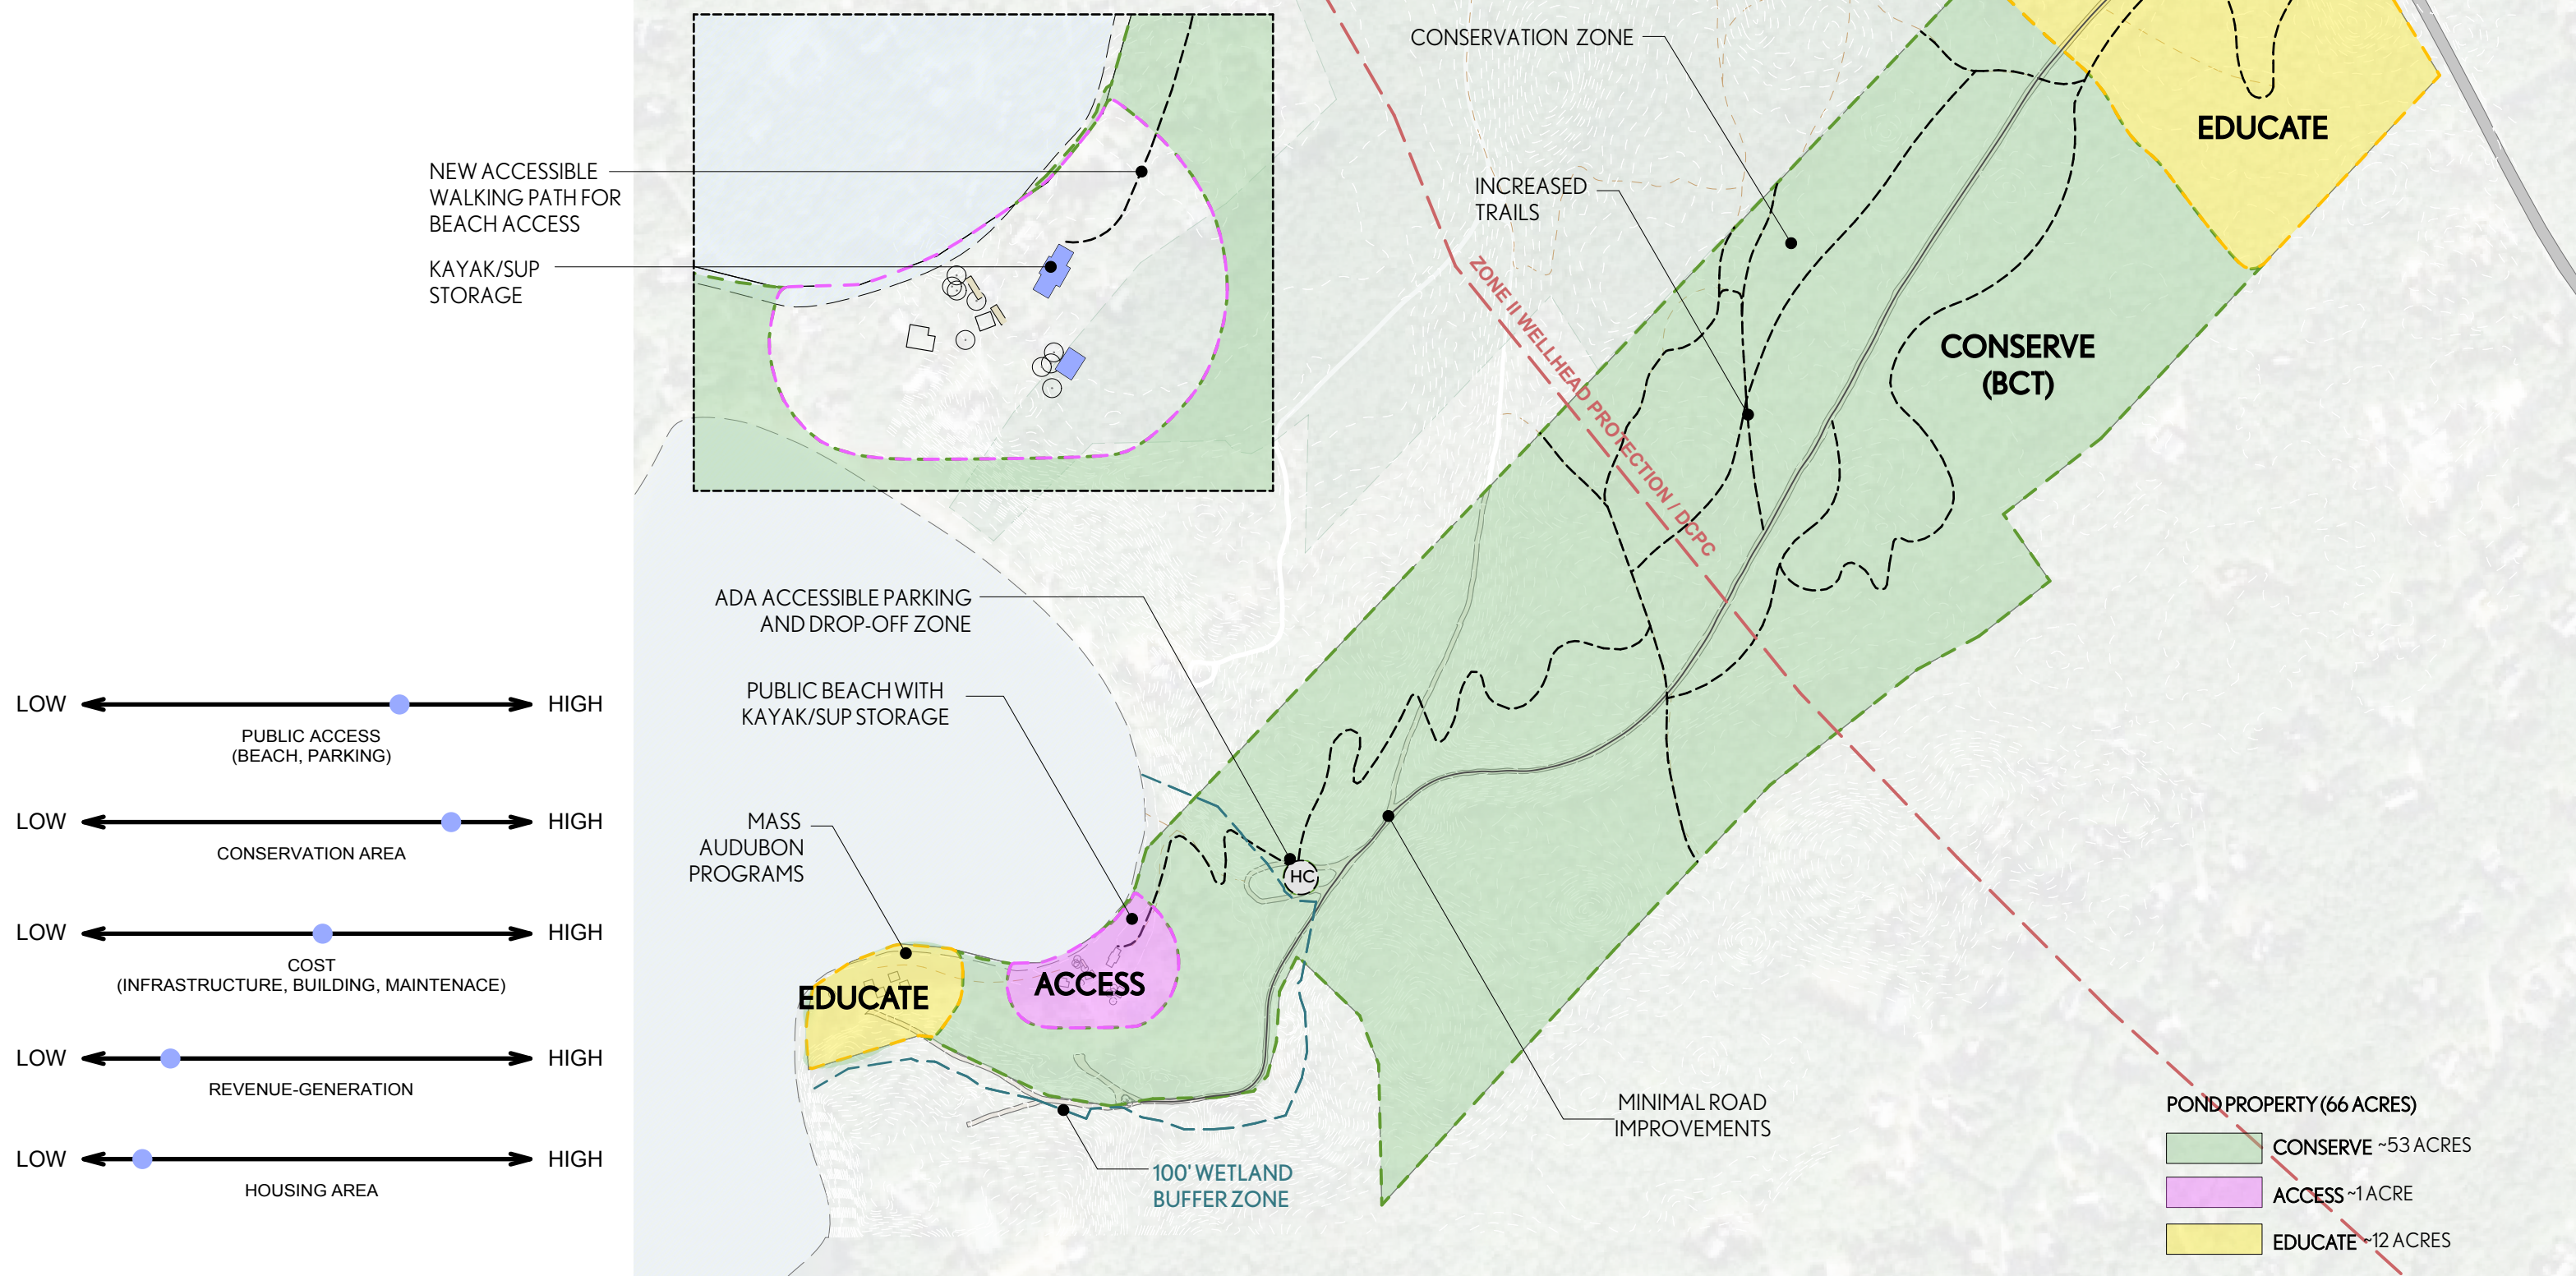 CONSERVATION ZONE
EDUCATE
NEW ACCESSIBLE
WALKING PATH FOR
BEACH ACCESS
KAYAK/SUP
STORAGE
INCREASED
TRAILS
ZONE II WELLHEAD PROTECTION / DCPC
CONSERVE
(BCT)
ADA ACCESSIBLE PARKING
AND DROP-OFF ZONE
PUBLIC BEACH WITH
KAYAK/SUP STORAGE
MASS
AUDUBON
PROGRAMS
HC
EDUCATE
ACCESS
100' WETLAND
BUFFER ZONE
MINIMAL ROAD
IMPROVEMENTS
LOW HIGH
PUBLIC ACCESS
(BEACH, PARKING)
LOW HIGH
CONSERVATION AREA
LOW HIGH
COST
(INFRASTRUCTURE, BUILDING, MAINTENACE)
LOW HIGH
REVENUE-GENERATION
LOW HIGH
HOUSING AREA
POND PROPERTY (66 ACRES)
CONSERVE ~53 ACRES
ACCESS ~1 ACRE
EDUCATE ~12 ACRES